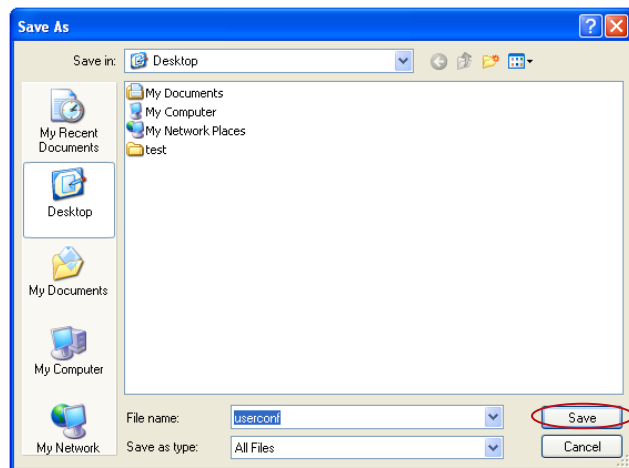 Save As
Save in:
Desktop
My Recent
Documents
Desktop
My Documents
My Computer
My Network
My Documents
My Computer
My Network Places
test
File name:
userconf
Save
Save as type:
All Files
Cancel